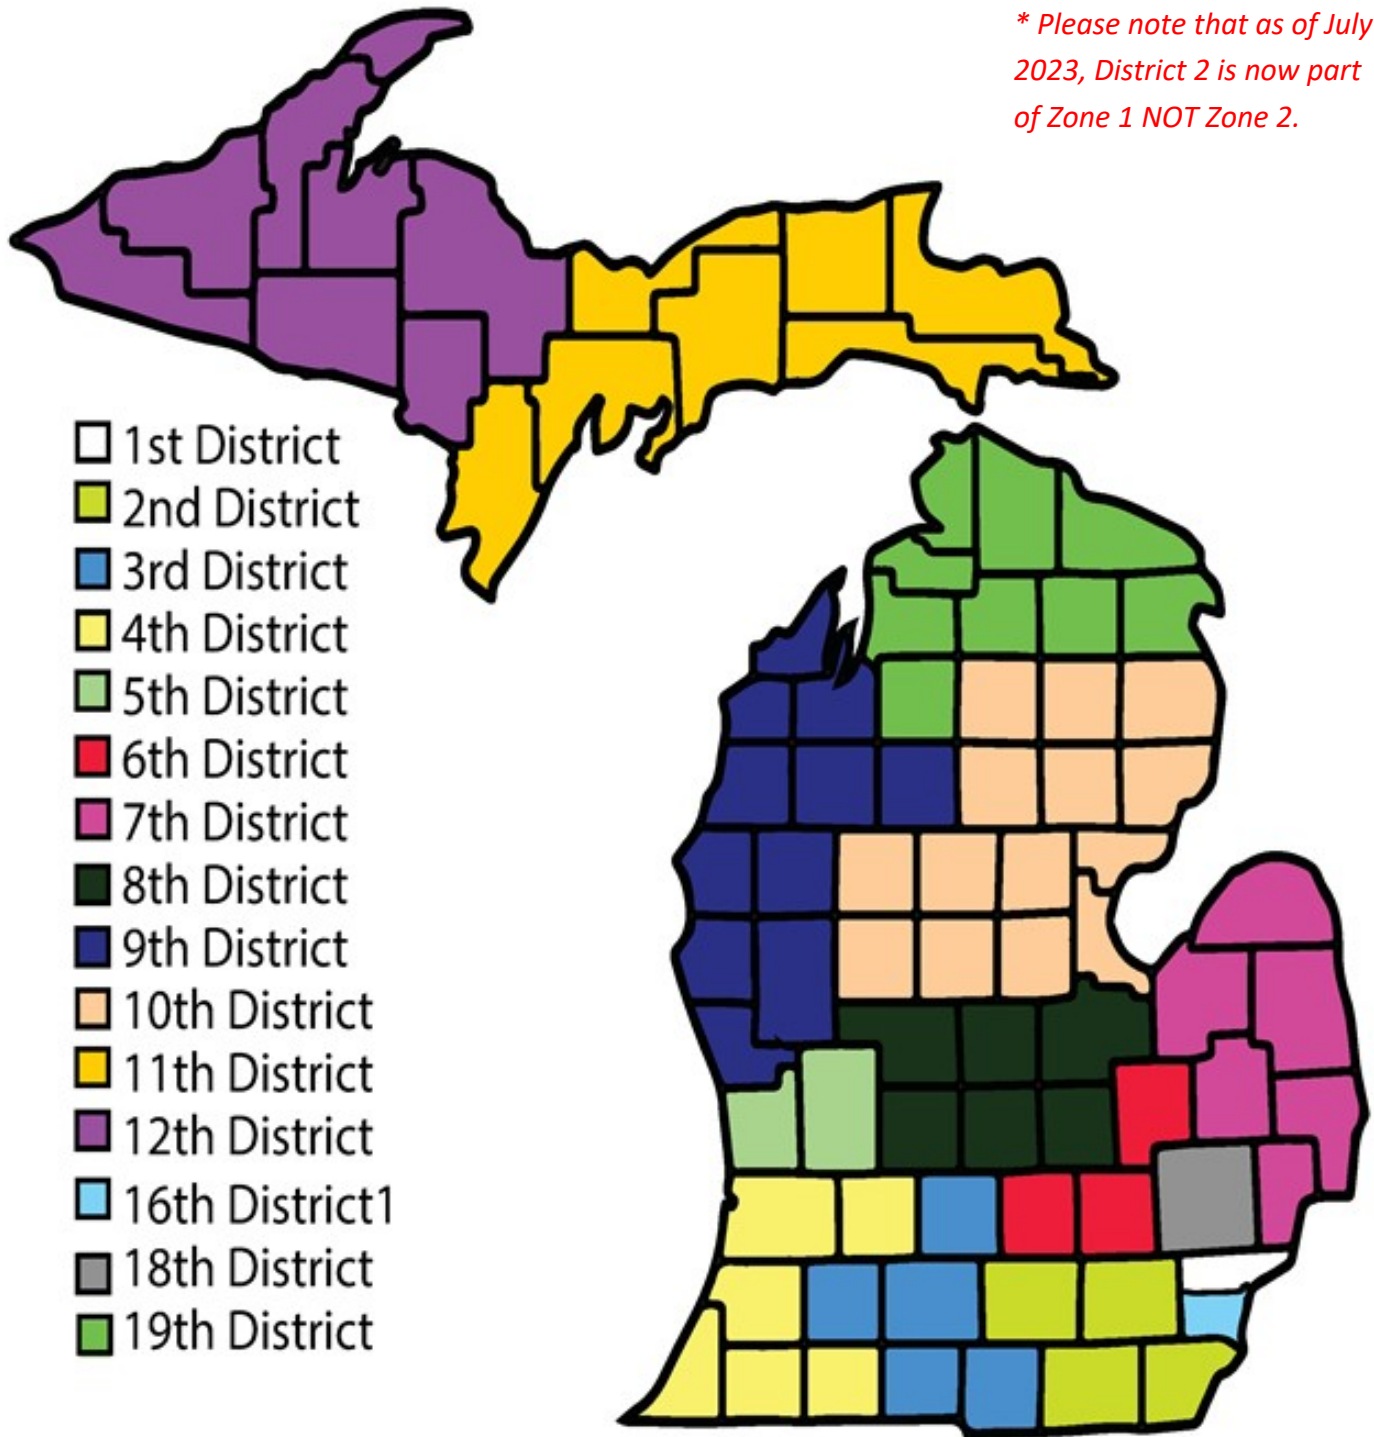 * Please note that as of July
2023, District 2 is now part
of Zone 1 NOT Zone 2.
1st District
2nd District
3rd District
4th District
5th District
6th District
7th District
8th District
9th District
10th District
11th District
12th District
16th District1
18th District
19th District